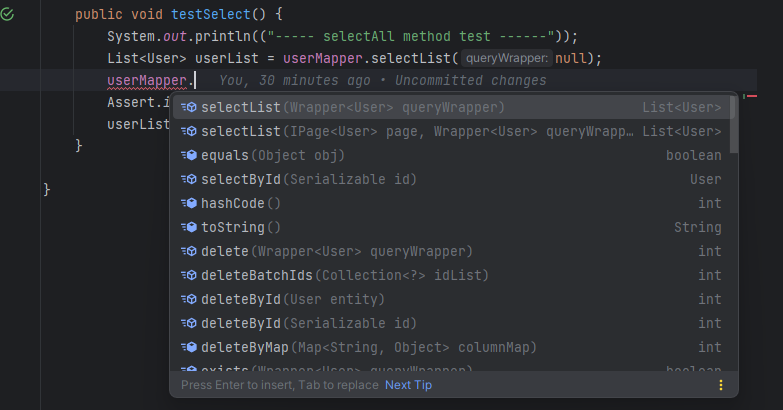 public void testSelect() {
System.out.println(("----- selectAll method test ------"));
List<User> userList = userMapper.selectList( queryWrapper: null);
userMapper. You, 30 minutes ago • Uncommitted changes
Assert.i
selectList(Wrapper<User> queryWrapper) List<User>
selectList(IPage<User> page, Wrapper<User> queryWrapp… List<User>
userList
equals(Object obj) boolean
}
selectById(Serializable id) User
}
hashCode() int
toString() String
delete(Wrapper<User> queryWrapper) int
deleteBatchIds(Collection<?> idList) int
deleteById(User entity) int
deleteById(Serializable id) int
deleteByMap(Map<String, Object> columnMap) int
exists(Wrapper<User> queryWrapper) boolean
Press Enter to insert, Tab to replace Next Tip